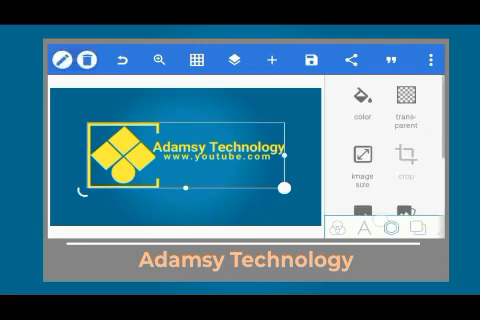 Adamsy Technology
www.youtube.com
color
trans-
parent
image
size
crop
Adamsy Technology